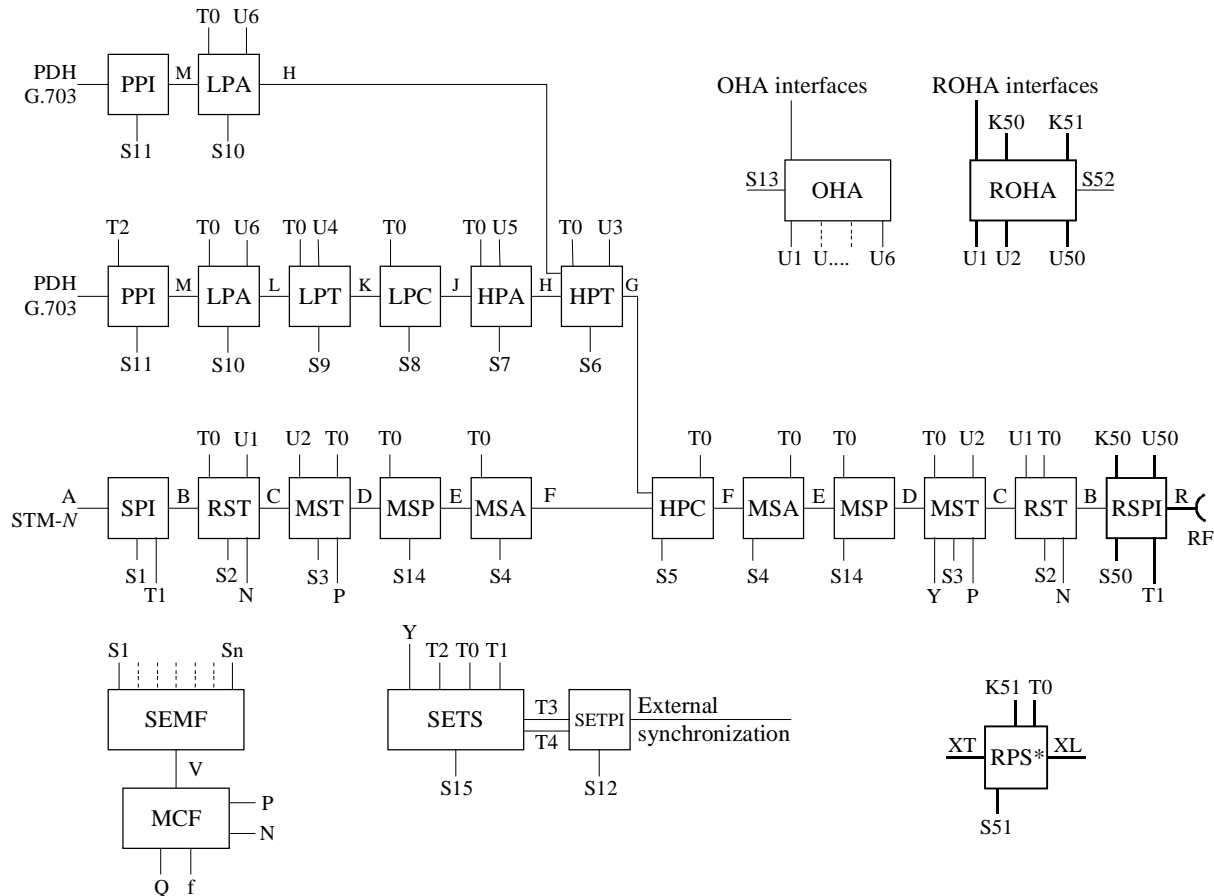 T0 U6
PDH
G.703
PPI M LPA H
S11 S10
OHA interfaces ROHA interfaces
K50 K51
S13 OHA ROHA S52
U1 U.... U6 U1 U2 U50
T2 T0 U6 T0 U4 T0 T0 U5 T0 U3
PDH
G.703
PPI M LPA L LPT K LPC J HPA H HPT G
S11 S10 S9 S8 S7 S6
T0 U1 U2 T0 T0 T0 T0 T0 T0 T0 U2 U1 T0 K50 U50
A
STM-N
SPI B RST C MST D MSP E MSA F HPC F MSA E MSP D MST C RST B RSPI R
RF
S1 T1 S2 N S3 P S14 S4 S5 S4 S14 Y S3 P S2 N S50 T1
S1 Sn
SEMF
V
MCF
P
N
Q f
Y T2 T0 T1
SETS T3 T4 SETPI
External
synchronization
S15 S12
K51 T0
XT RPS* XL
S51